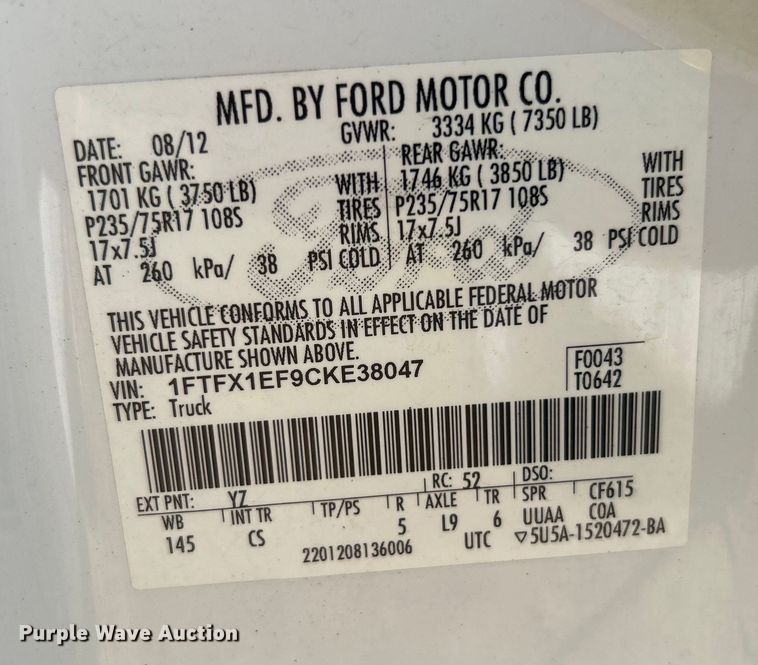 MFD. BY FORD MOTOR CO.
DATE: 08/12 GVWR: 3334 KG ( 7350 LB)
FRONT GAWR: REAR GAWR:
1701 KG ( 3750 LB) WITH 1746 KG ( 3850 LB) WITH
P235/75R17 108S TIRES P235/75R17 108S TIRES
17x7.5J RIMS 17x7.5J RIMS
AT 260 kPa/ 38 PSI COLD AT 260 kPa/ 38 PSI COLD
Ford
THIS VEHICLE CONFORMS TO ALL APPLICABLE FEDERAL MOTOR
VEHICLE SAFETY STANDARDS IN EFFECT ON THE DATE OF
MANUFACTURE SHOWN ABOVE.
VIN: 1FTFX1EF9CKE38047 F0043
TYPE: Truck T0642
EXT PNT: YZ RC: 52 DSO:
WB INT TR TP/PS R AXLE TR SPR CF615
145 CS 5 L9 6 UUAA COA
2201208136006 UTC ▽5U5A-1520472-BA
Purple Wave Auction